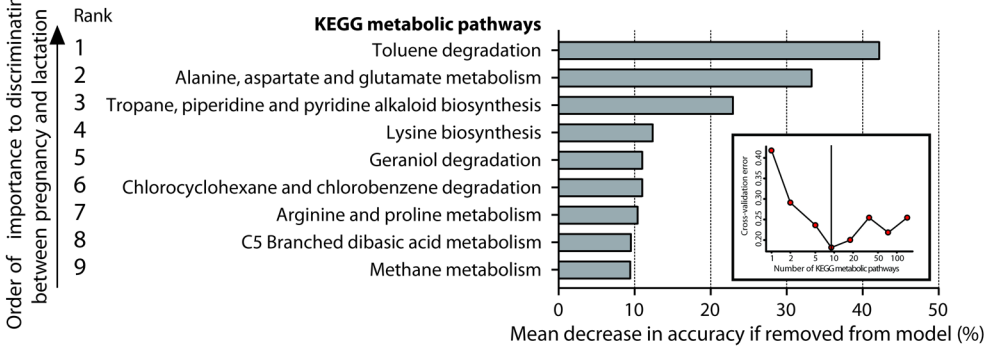 Order of importance to discriminatin
between pregnancy and lactation
Rank
KEGG metabolic pathways
1 Toluene degradation
2 Alanine, aspartate and glutamate metabolism
3 Tropane, piperidine and pyridine alkaloid biosynthesis
4 Lysine biosynthesis
5 Geraniol degradation
6 Chlorocyclohexane and chlorobenzene degradation
7 Arginine and proline metabolism
8 C5 Branched dibasic acid metabolism
9 Methane metabolism
0 10 20 30 40 50
Mean decrease in accuracy if removed from model (%)
Cross-validation error
0.40
0.35
0.30
0.25
0.20
1 2 5 10 20 50 100
Number of KEGG metabolic pathways